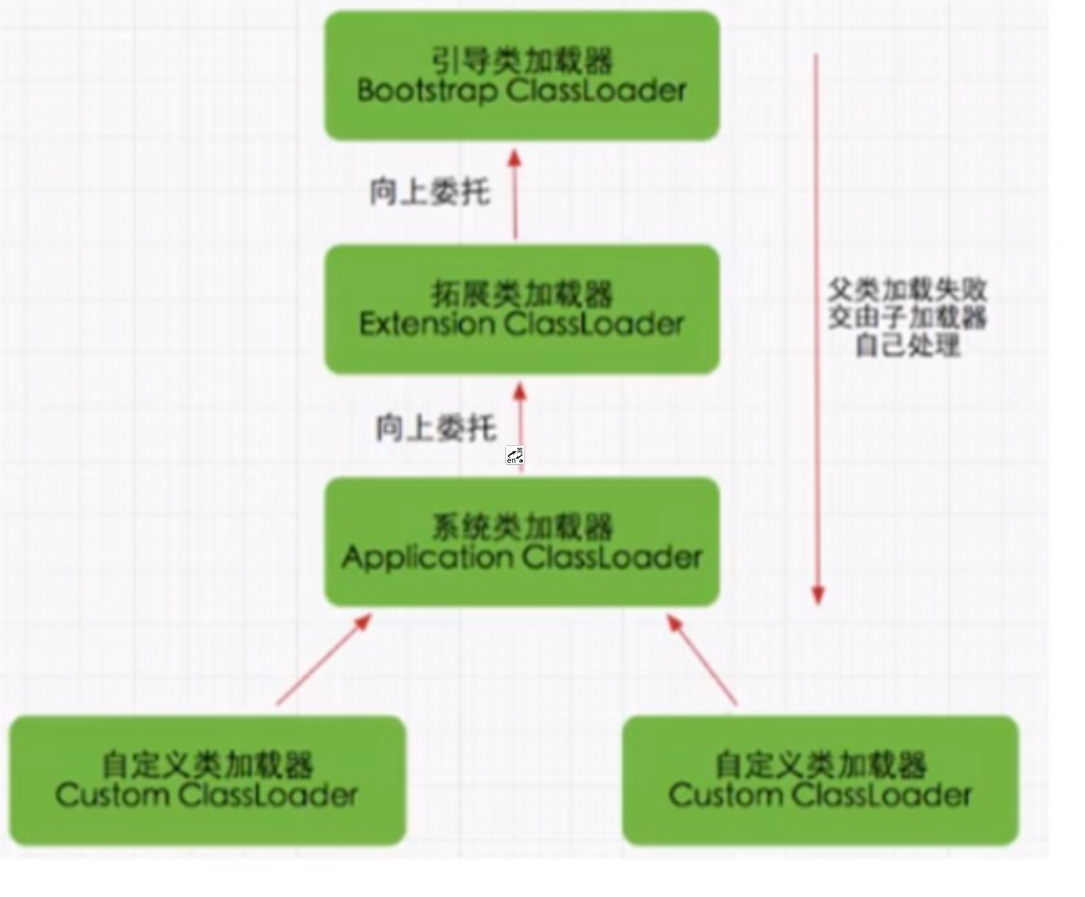 引导类加载器
Bootstrap ClassLoader
向上委托
拓展类加载器
Extension ClassLoader
父类加载失败
交由子加载器
自己处理
向上委托
系统类加载器
Application ClassLoader
自定义类加载器
Custom ClassLoader
自定义类加载器
Custom ClassLoader